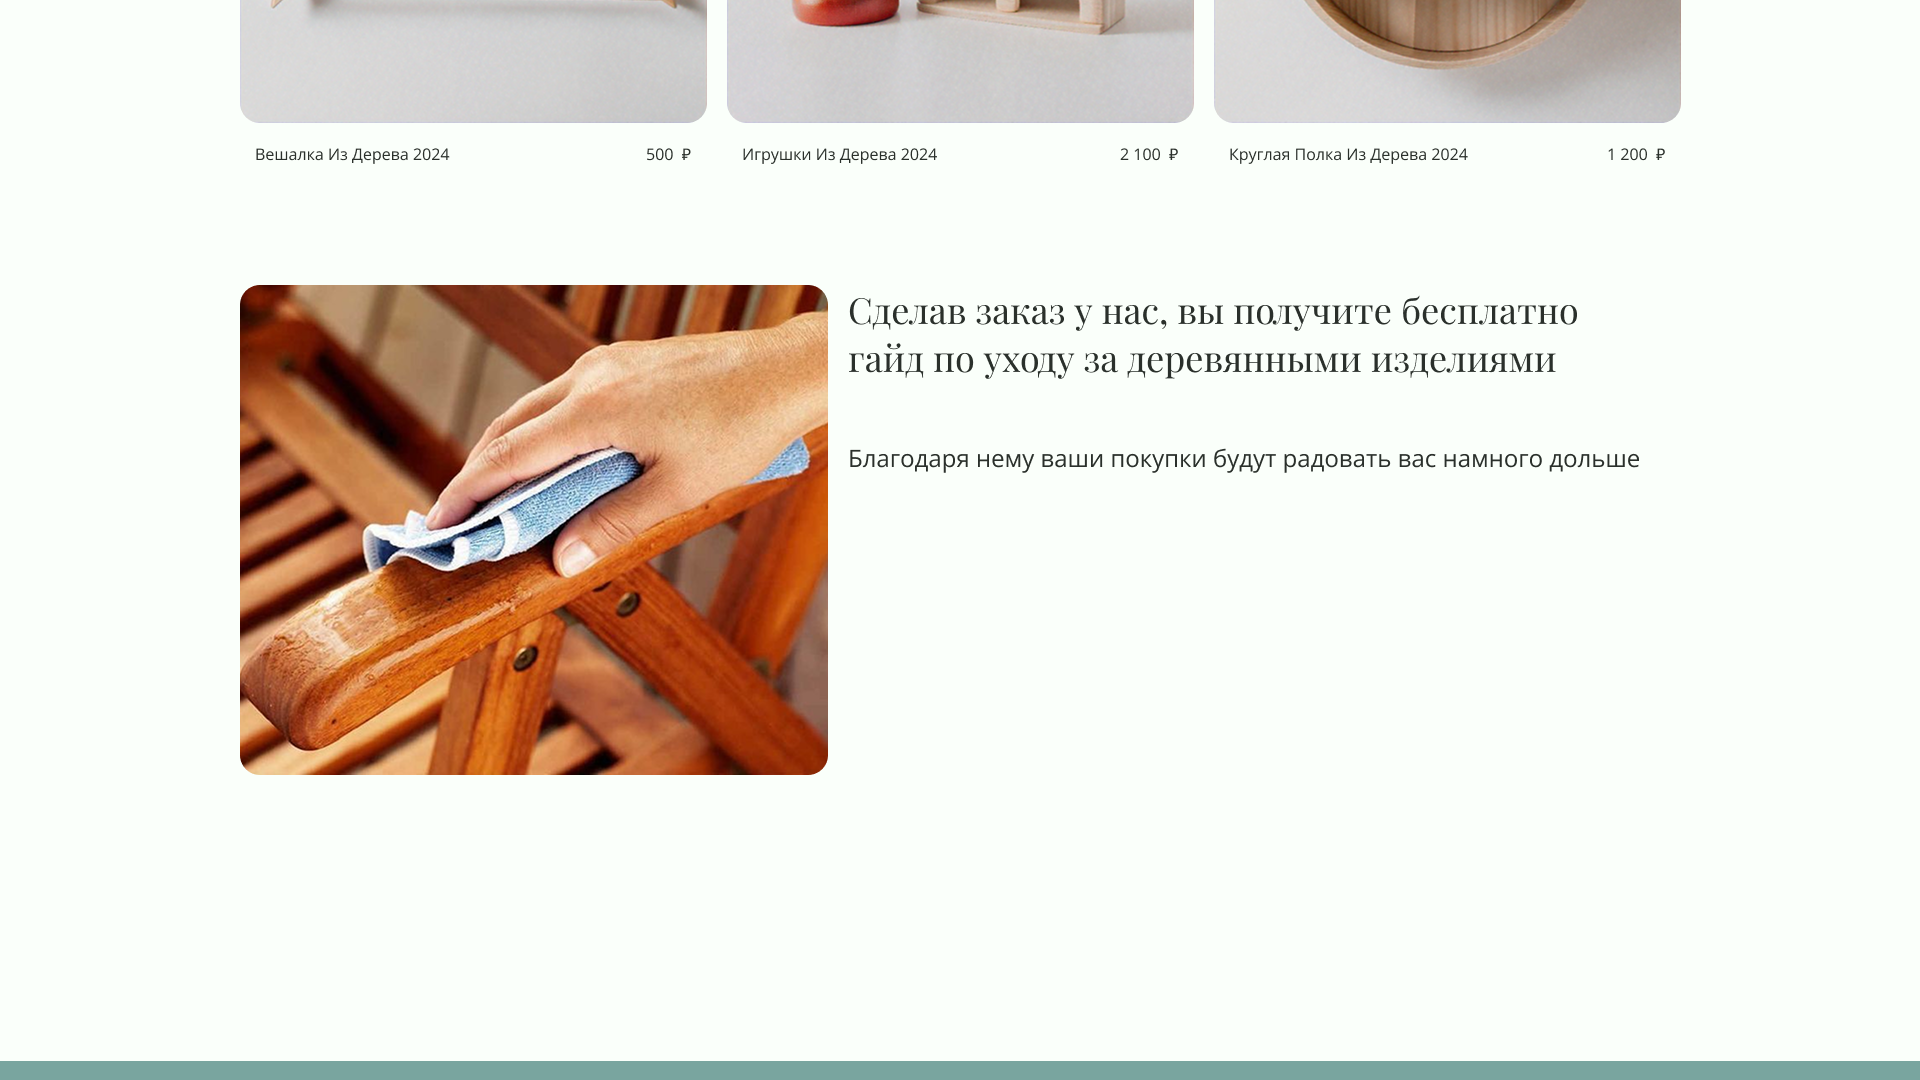 Вешалка Из Дерева 2024
500 ₽
Игрушки Из Дерева 2024
2 100 ₽
Круглая Полка Из Дерева 2024
1 200 ₽
Сделав заказ у нас, вы получите бесплатно
гайд по уходу за деревянными изделиями
Благодаря нему ваши покупки будут радовать вас намного дольше